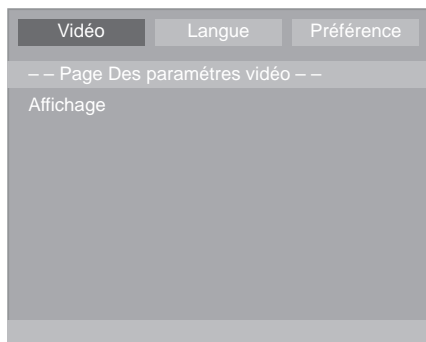 Vidéo Langue Préférence
– – Page Des paramétres vidéo – –
Affichage